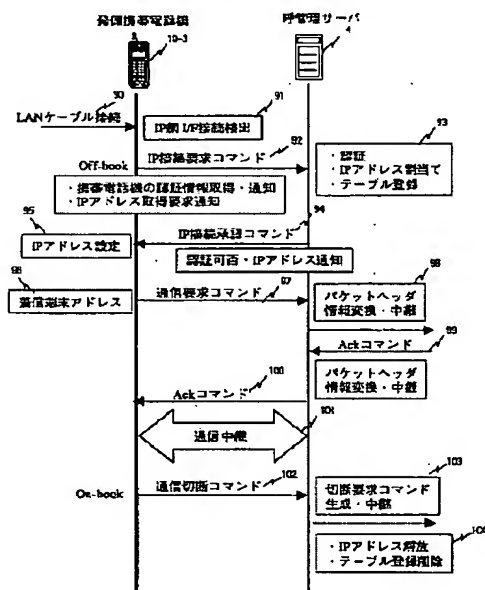 発側携帯電話機
10-3
呼管理サーバ
4
90
LANケーブル接続
91
IP網 I/F接続検出
92
93
Off-hook
IP接続要求コマンド
・認証
・IPアドレス割当て
・テーブル登録
・携帯電話機の認証情報取得・通知
・IPアドレス取得要求通知
94
95
IP接続承認コマンド
IPアドレス設定
認証可否・IPアドレス通知
96
97
98
着信端末アドレス
通信要求コマンド
パケットヘッダ
情報変換・中継
99
Ackコマンド
パケットヘッダ
情報変換・中継
100
Ackコマンド
101
通信中継
102
103
On-hook
通信切断コマンド
切断要求コマンド
生成・中継
・IPアドレス解放
・テーブル登録削除